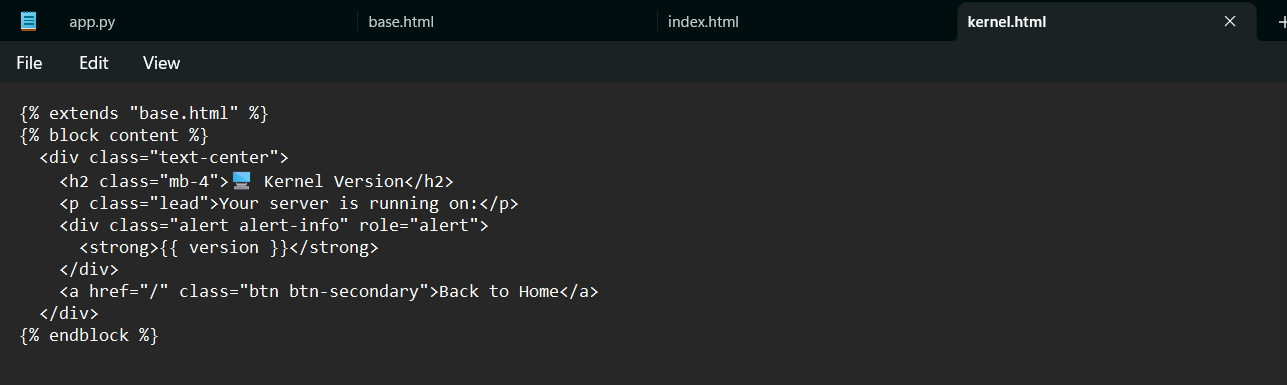 app.py
base.html
index.html
kernel.html
File
Edit
View
{% extends "base.html" %}
{% block content %}
  <div class="text-center">
    <h2 class="mb-4">🖥️ Kernel Version</h2>
    <p class="lead">Your server is running on:</p>
    <div class="alert alert-info" role="alert">
      <strong>{{ version }}</strong>
    </div>
    <a href="/" class="btn btn-secondary">Back to Home</a>
  </div>
{% endblock %}